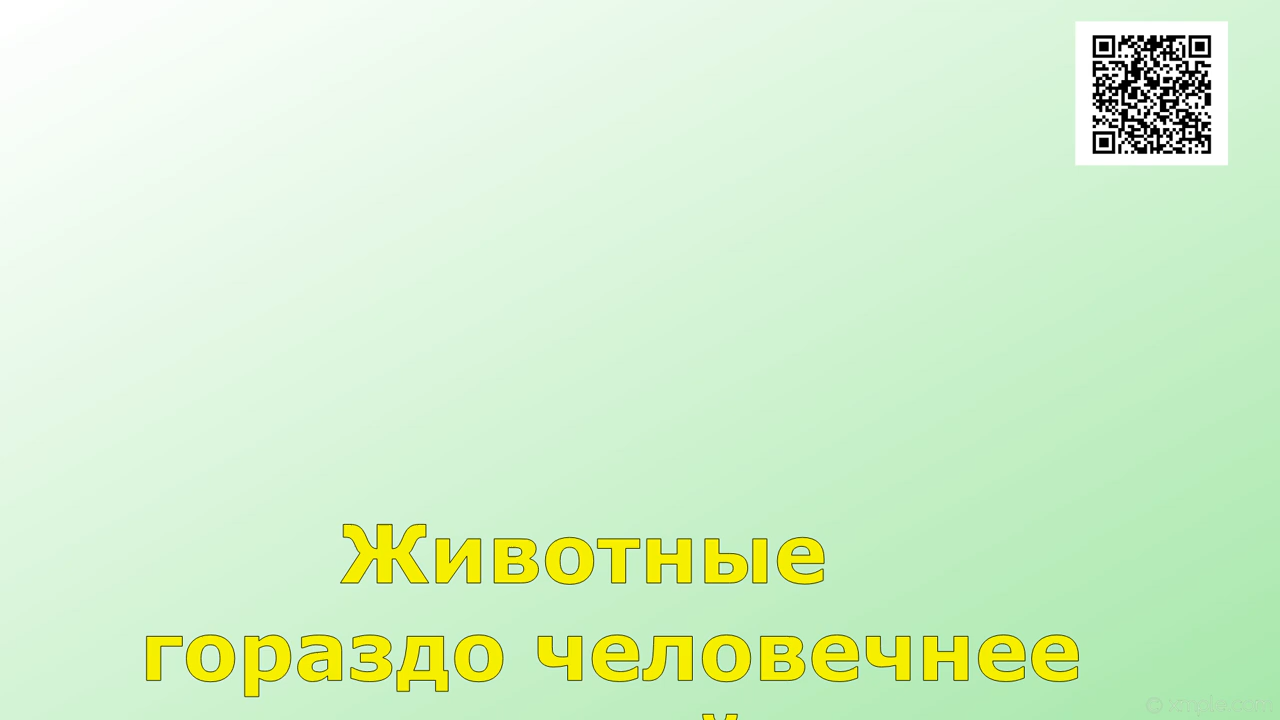 Животные
гораздо человечнее